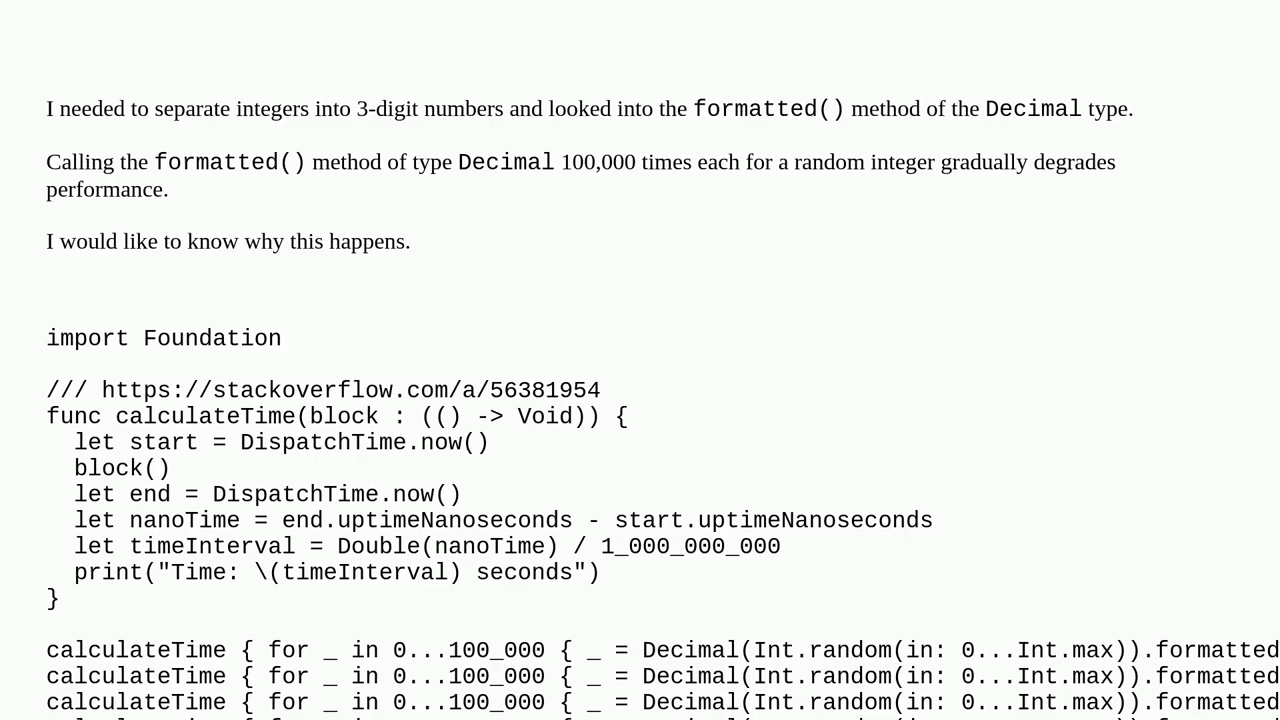 I needed to separate integers into 3-digit numbers and looked into the formatted() method of the Decimal type.
Calling the formatted() method of type Decimal 100,000 times each for a random integer gradually degrades
performance.
I would like to know why this happens.
import Foundation
/// https://stackoverflow.com/a/56381954
func calculateTime(block : (() -> Void)) {
  let start = DispatchTime.now()
  block()
  let end = DispatchTime.now()
  let nanoTime = end.uptimeNanoseconds - start.uptimeNanoseconds
  let timeInterval = Double(nanoTime) / 1_000_000_000
  print("Time: \(timeInterval) seconds")
}
calculateTime { for _ in 0...100_000 { _ = Decimal(Int.random(in: 0...Int.max)).formatted
calculateTime { for _ in 0...100_000 { _ = Decimal(Int.random(in: 0...Int.max)).formatted
calculateTime { for _ in 0...100_000 { _ = Decimal(Int.random(in: 0...Int.max)).formatted